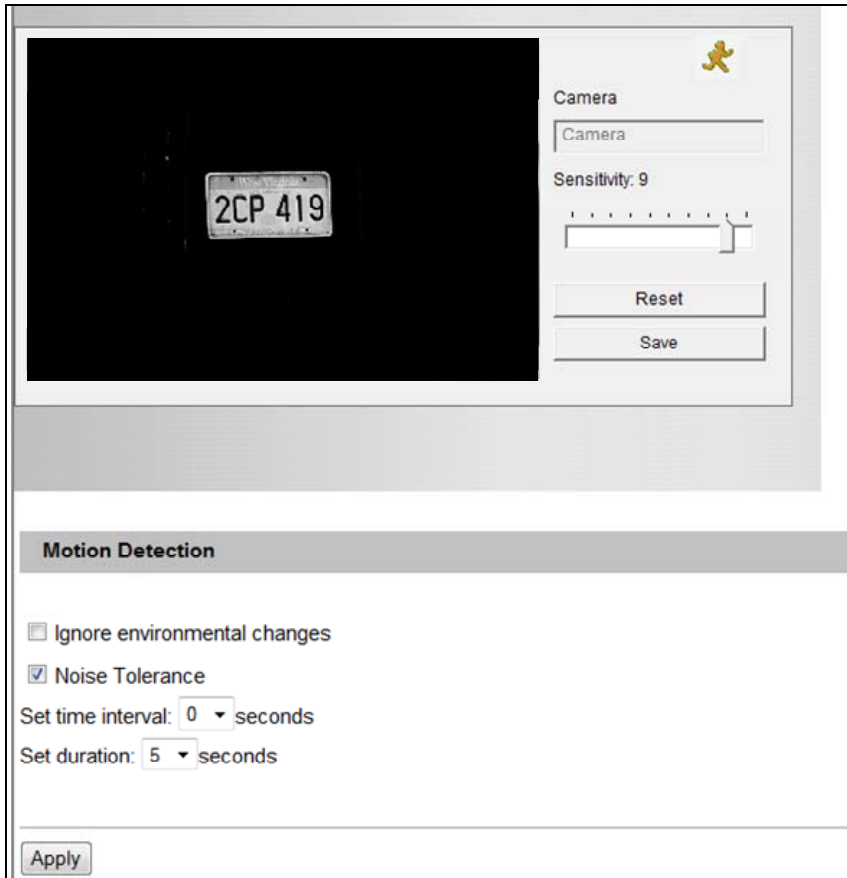 Camera
Camera
Sensitivity: 9
2CP 419
Reset
Save
Motion Detection
Ignore environmental changes
Noise Tolerance
Set time interval: 0 seconds
Set duration: 5 seconds
Apply